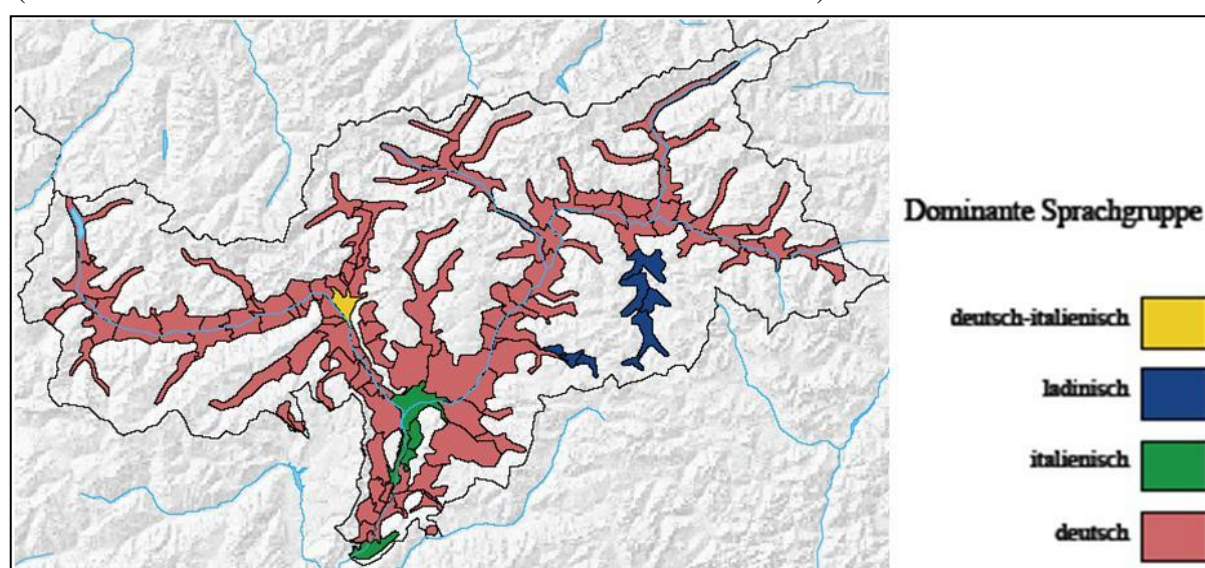 Dominante Sprachgruppe
deutsch-italienisch
ladinisch
italienisch
deutsch